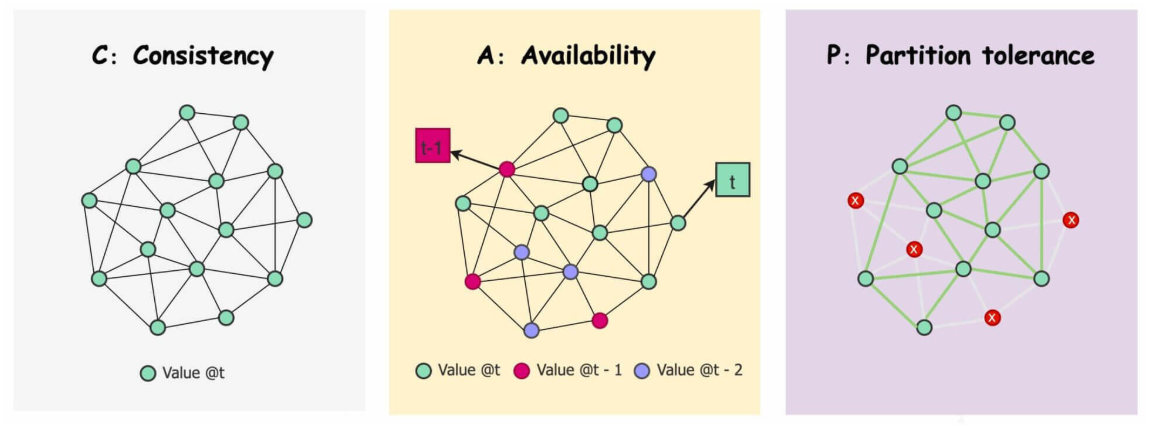 C: Consistency
Value @t
A: Availability
t-1
t
Value @t Value @t - 1 Value @t - 2
P: Partition tolerance
X
X
X
X